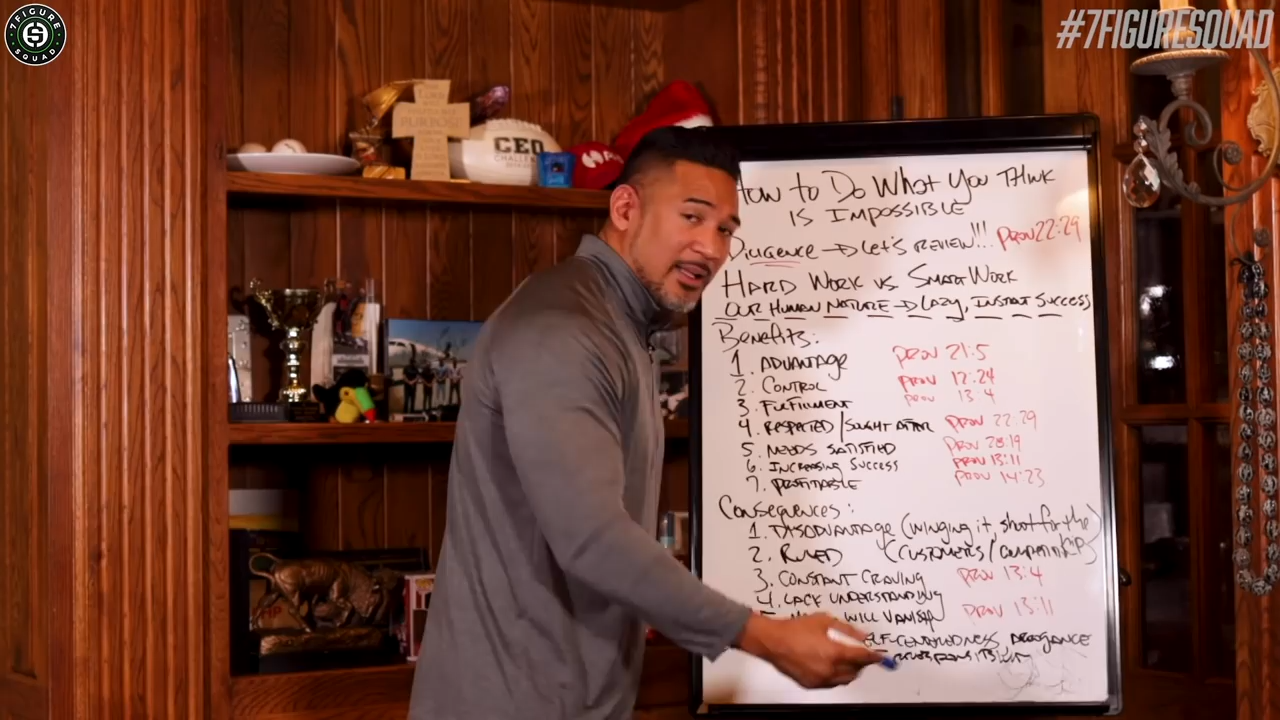 7FIGURE
SQUAD
#7FIGURESQUAD
PURPOSE
CEO
HOW to Do What You THINK
IS IMPOSSIBLE
DILIGENCE → Let's REVIEW!!! PROV 22:29
HARD WORK vs SMART WORK
OUR HUMAN NATURE → LAZY, INSTANT SUCCESS
Benefits:
1. ADVANTAGE PROV 21:5
2. CONTROL PROV 12:24
3. FULFILLMENT 13:4
4. RESPECTED/SOUGHT AFTER PROV 22:29
5. NEEDS SATISFIED PROV 28:19
6. INCREASING SUCCESS PROV 13:11
7. PROFITABLE PROV 14:23
Consequences:
1. DISADVANTAGE (winging it, shoot for the
2. RULED (CUSTOMERS/
3. CONSTANT CRAVING PROV 13:4
4. LACK UNDERSTANDING
WILL VANISH PROV 13:11
SELF-CENTEREDNESS, ARROGANCE